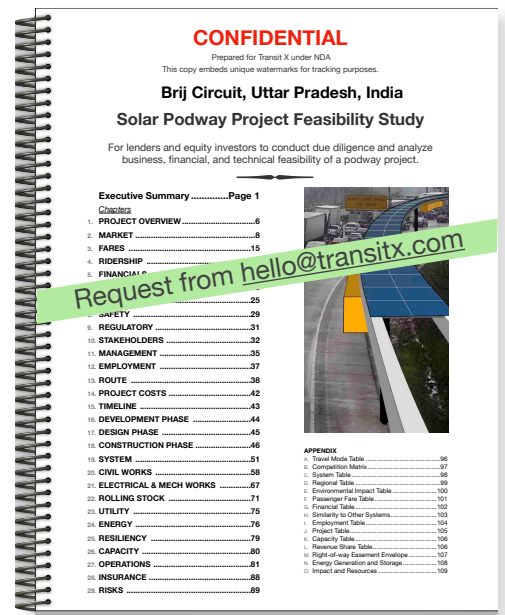 CONFIDENTIAL
Prepared for Transit X under NDA
This copy embeds unique watermarks for tracking purposes.
Brij Circuit, Uttar Pradesh, India
Solar Podway Project Feasibility Study
For lenders and equity investors to conduct due diligence and analyze
business, financial, and technical feasibility of a podway project.
Executive Summary ..............Page 1
Chapters
1. PROJECT OVERVIEW ...................................6
2. MARKET ..........................................................8
3. FARES ..........................................................15
4. RIDERSHIP
5. FINANCIALS
Request from hello@transitx.com
25
8. SAFETY ........................................................29
9. REGULATORY ..............................................31
10. STAKEHOLDERS ..........................................32
11. MANAGEMENT .............................................35
12. EMPLOYMENT .............................................37
13. ROUTE .........................................................38
14. PROJECT COSTS .........................................42
15. TIMELINE .....................................................43
16. DEVELOPMENT PHASE ...............................44
17. DESIGN PHASE ............................................45
18. CONSTRUCTION PHASE .............................46
19. SYSTEM .......................................................51
20. CIVIL WORKS ...............................................58
21. ELECTRICAL & MECH WORKS ....................67
22. ROLLING STOCK .........................................71
23. UTILITY ........................................................75
24. ENERGY .......................................................76
25. RESILIENCY .................................................79
26. CAPACITY ....................................................80
27. OPERATIONS ...............................................81
28. INSURANCE .................................................88
29. RISKS ...........................................................89
APPENDIX
A. Travel Mode Table ........................................96
B. Competition Matrix .......................................97
C. System Table ................................................98
D. Regional Table ..............................................99
E. Environmental Impact Table ........................100
F. Passenger Fare Table ..................................101
G. Financial Table ............................................102
H. Similarity to Other Systems .........................103
I. Employment Table .......................................104
J. Project Table ...............................................105
K. Capacity Table ............................................106
L. Revenue Share Table ..................................106
M. Right-of-way Easement Envelope ...............107
N. Energy Generation and Storage ..................108
O. Impact and Resources ................................109